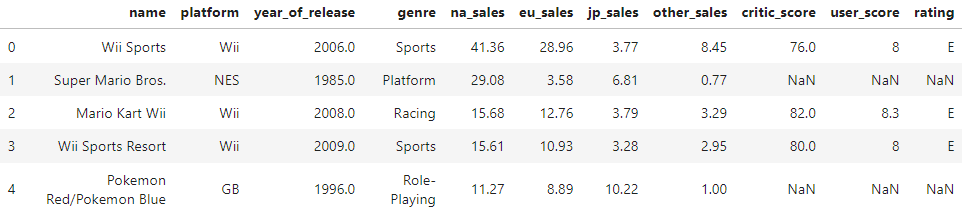 name platform year_of_release genre na_sales eu_sales jp_sales other_sales critic_score user_score rating
0 Wii Sports Wii 2006.0 Sports 41.36 28.96 3.77 8.45 76.0 8 E
1 Super Mario Bros. NES 1985.0 Platform 29.08 3.58 6.81 0.77 NaN NaN NaN
2 Mario Kart Wii Wii 2008.0 Racing 15.68 12.76 3.79 3.29 82.0 8.3 E
3 Wii Sports Resort Wii 2009.0 Sports 15.61 10.93 3.28 2.95 80.0 8 E
Pokemon Role-
4 GB 1996.0 11.27 8.89 10.22 1.00 NaN NaN NaN
Red/Pokemon Blue Playing